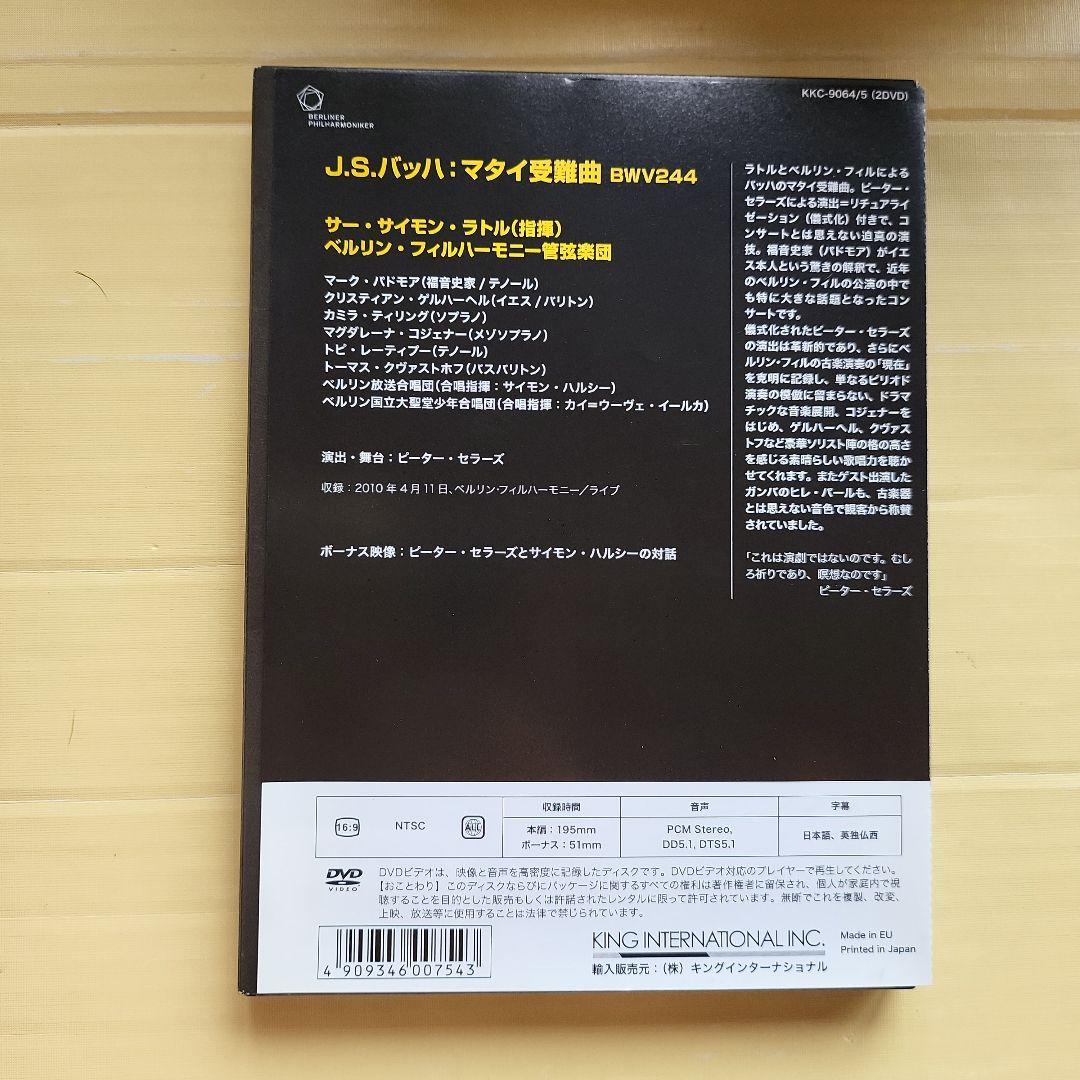 BERLINER
PHILHARMONIKER
KKC-9064/5 (2DVD)
J.S.バッハ：マタイ受難曲 BWV244
サー・サイモン・ラトル（指揮）
ベルリン・フィルハーモニー管弦楽団
マーク・パドモア（福音史家 / テノール）
クリスティアン・ゲルハーヘル（イエス / バリトン）
カミラ・ティリング（ソプラノ）
マグダレーナ・コジェナー（メゾソプラノ）
トピ・レーティプー（テノール）
トーマス・クヴァストホフ（バスバリトン）
ベルリン放送合唱団（合唱指揮：サイモン・ハルシー）
ベルリン国立大聖堂少年合唱団（合唱指揮：カイ＝ウーヴェ・イールカ）
演出・舞台：ピーター・セラーズ
収録：2010 年 4 月 11 日、ベルリン・フィルハーモニー／ライブ
ボーナス映像：ピーター・セラーズとサイモン・ハルシーの対話
ラトルとベルリン・フィルによる
バッハのマタイ受難曲。ピーター・
セラーズによる演出＝リチュアライ
ゼーション（儀式化）付きで、コ
ンサートとは思えない迫真の演
技。福音史家（パドモア）がイエ
ス本人という驚きの解釈で、近年
のベルリン・フィルの公演の中で
も特に大きな話題となったコン
サートです。
儀式化されたピーター・セラーズ
の演出は革新的であり、さらにベ
ルリン・フィルの古楽演奏の「現在」
を克明に記録し、単なるピリオド
演奏の模倣に留まらない、ドラマ
チックな音楽展開、コジェナーを
はじめ、ゲルハーヘル、クヴァス
トフなど豪華ソリスト陣の格の高さ
を感じる素晴らしい歌唱力を聴か
せてくれます。またゲスト出演した
ガンバのヒレ・パールも、古楽器
とは思えない音色で観客から称賛
されていました。
「これは演劇ではないのです。むし
ろ祈りであり、瞑想なのです」
ピーター・セラーズ
16:9
NTSC
ALL
収録時間
本編：195mm
ボーナス：51mm
音声
PCM Stereo,
DD5.1, DTS5.1
字幕
日本語、英独仏西
DVD
VIDEO
DVDビデオは、映像と音声を高密度に記録したディスクです。DVDビデオ対応のプレイヤーで再生してください。
【おことわり】このディスクならびにパッケージに関するすべての権利は著作権者に留保され、個人が家庭内で視
聴することを目的とした販売もしくは許諾されたレンタルに限って許可されています。無断でこれを複製、改変、
上映、放送等に使用することは法律で禁じられています。
4 909346 007543
KING INTERNATIONAL INC.
輸入販売元：（株）キングインターナショナル
Made in EU
Printed in Japan